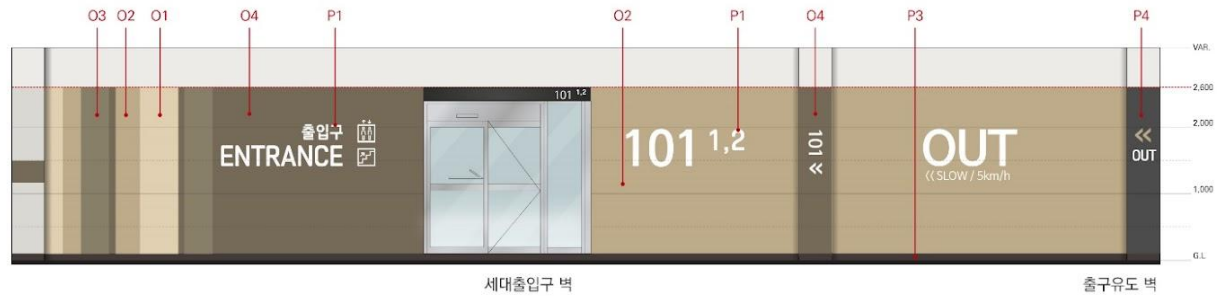 O3 O2 O1 O4 P1 O2 P1 O4 P3 P4
VAR.
2,600
101 1,2
출입구
ENTRANCE
101 1,2
101 «
OUT
《 SLOW / 5km/h
«
OUT
2,000
1,000
G.L
세대출입구 벽
출구유도 벽